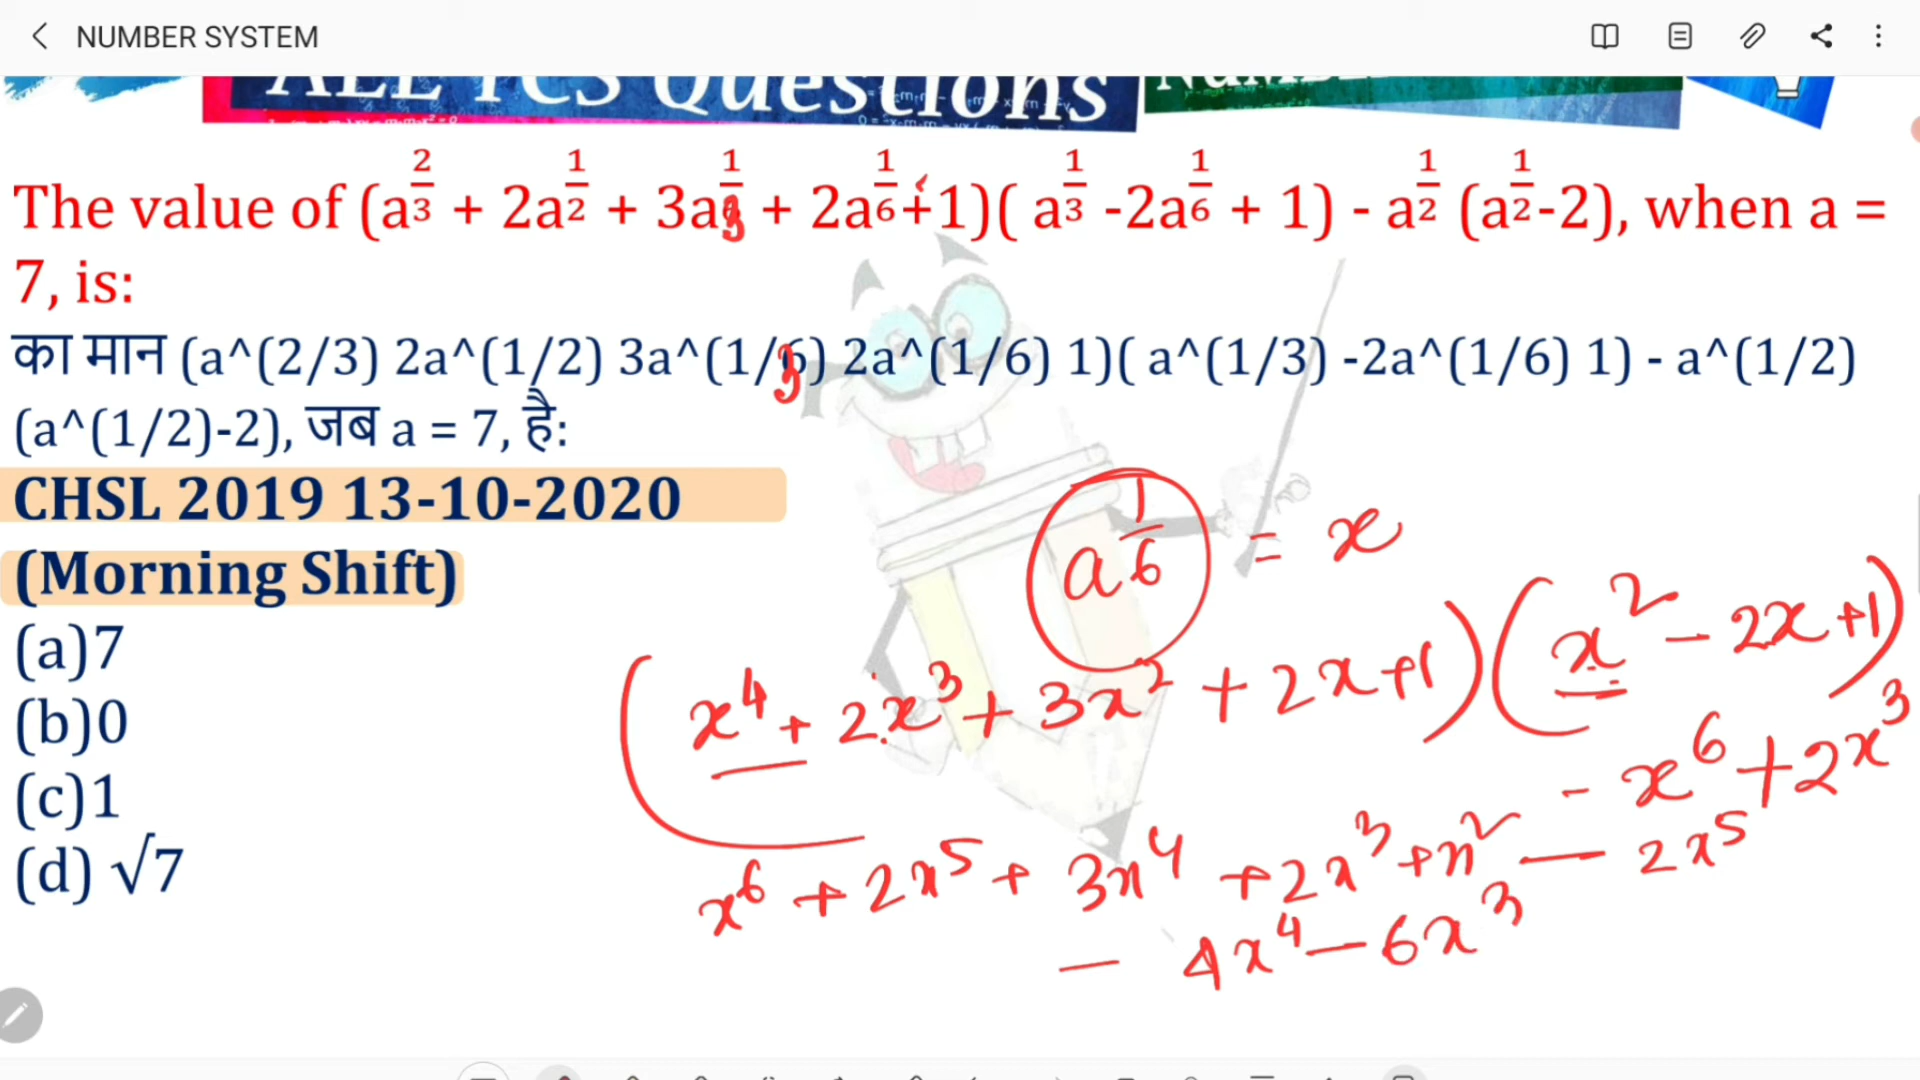 NUMBER SYSTEM
ALL TCS Questions
The value of (a^(2/3) + 2a^(1/2) + 3a^(1/3) + 2a^(1/6)+1)( a^(1/3) -2a^(1/6) + 1) - a^(1/2) (a^(1/2)-2), when a =
7, is:
का मान (a^(2/3) 2a^(1/2) 3a^(1/3) 2a^(1/6) 1)( a^(1/3) -2a^(1/6) 1) - a^(1/2)
(a^(1/2)-2), जब a = 7, है:
CHSL 2019 13-10-2020
(Morning Shift)
(a)7
(b)0
(c)1
(d) √7
a^(1/6) = x
(x^4 + 2x^3 + 3x^2 + 2x+1)(x^2 - 2x+1)
- x^6 + 2x^3
x^6 + 2x^5 + 3x^4 + 2x^3 + x^2 - 2x^5
- 4x^4 - 6x^3